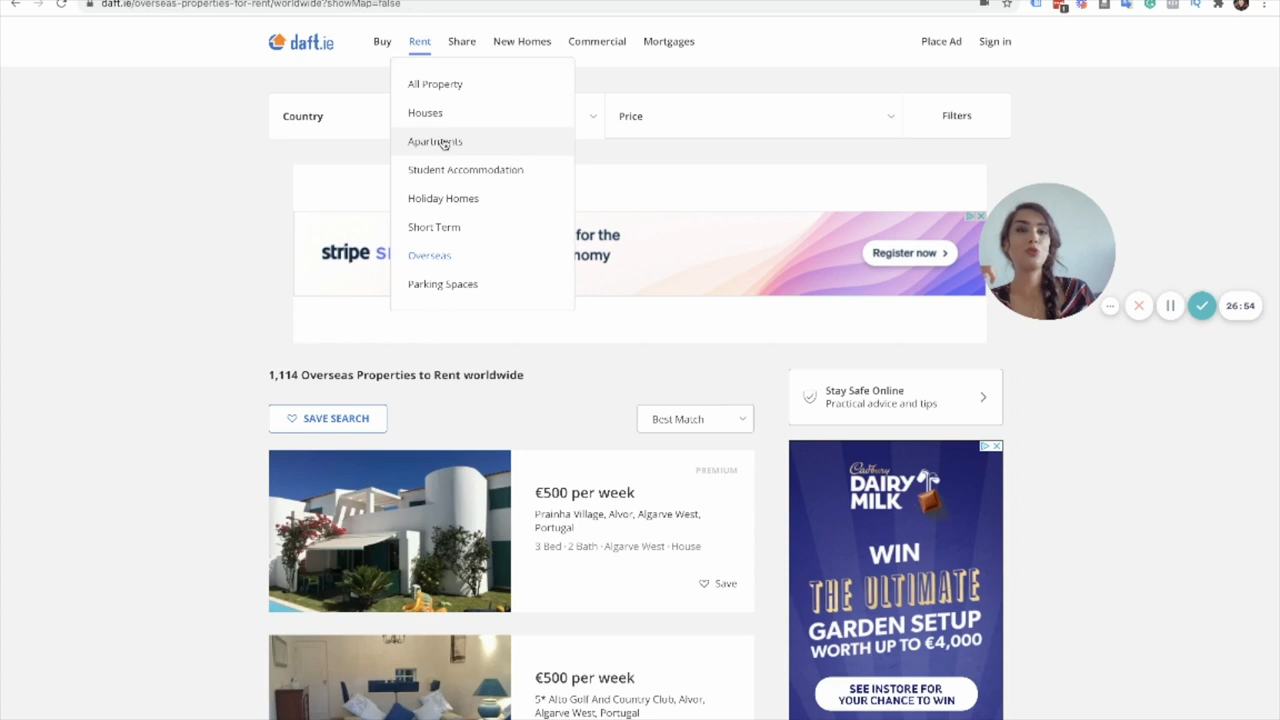 daft.ie/overseas-properties-for-rent/worldwide?showMap=false
daft.ie
Buy
Rent
Share
New Homes
Commercial
Mortgages
Place Ad
Sign in
All Property
Houses
Apartments
Student Accommodation
Holiday Homes
Short Term
Overseas
Parking Spaces
Country
Price
Filters
stripe
for the
Register now
26:54
1,114 Overseas Properties to Rent worldwide
SAVE SEARCH
Best Match
Stay Safe Online
Practical advice and tips
PREMIUM
€500 per week
Prainha Village, Alvor, Algarve West,
Portugal
3 Bed · 2 Bath · Algarve West · House
Save
€500 per week
5* Alto Golf And Country Club, Alvor,
Algarve West, Portugal
Cadbury
DAIRY
MILK
WIN
THE ULTIMATE
GARDEN SETUP
WORTH UP TO €4,000
SEE INSTORE FOR
YOUR CHANCE TO WIN